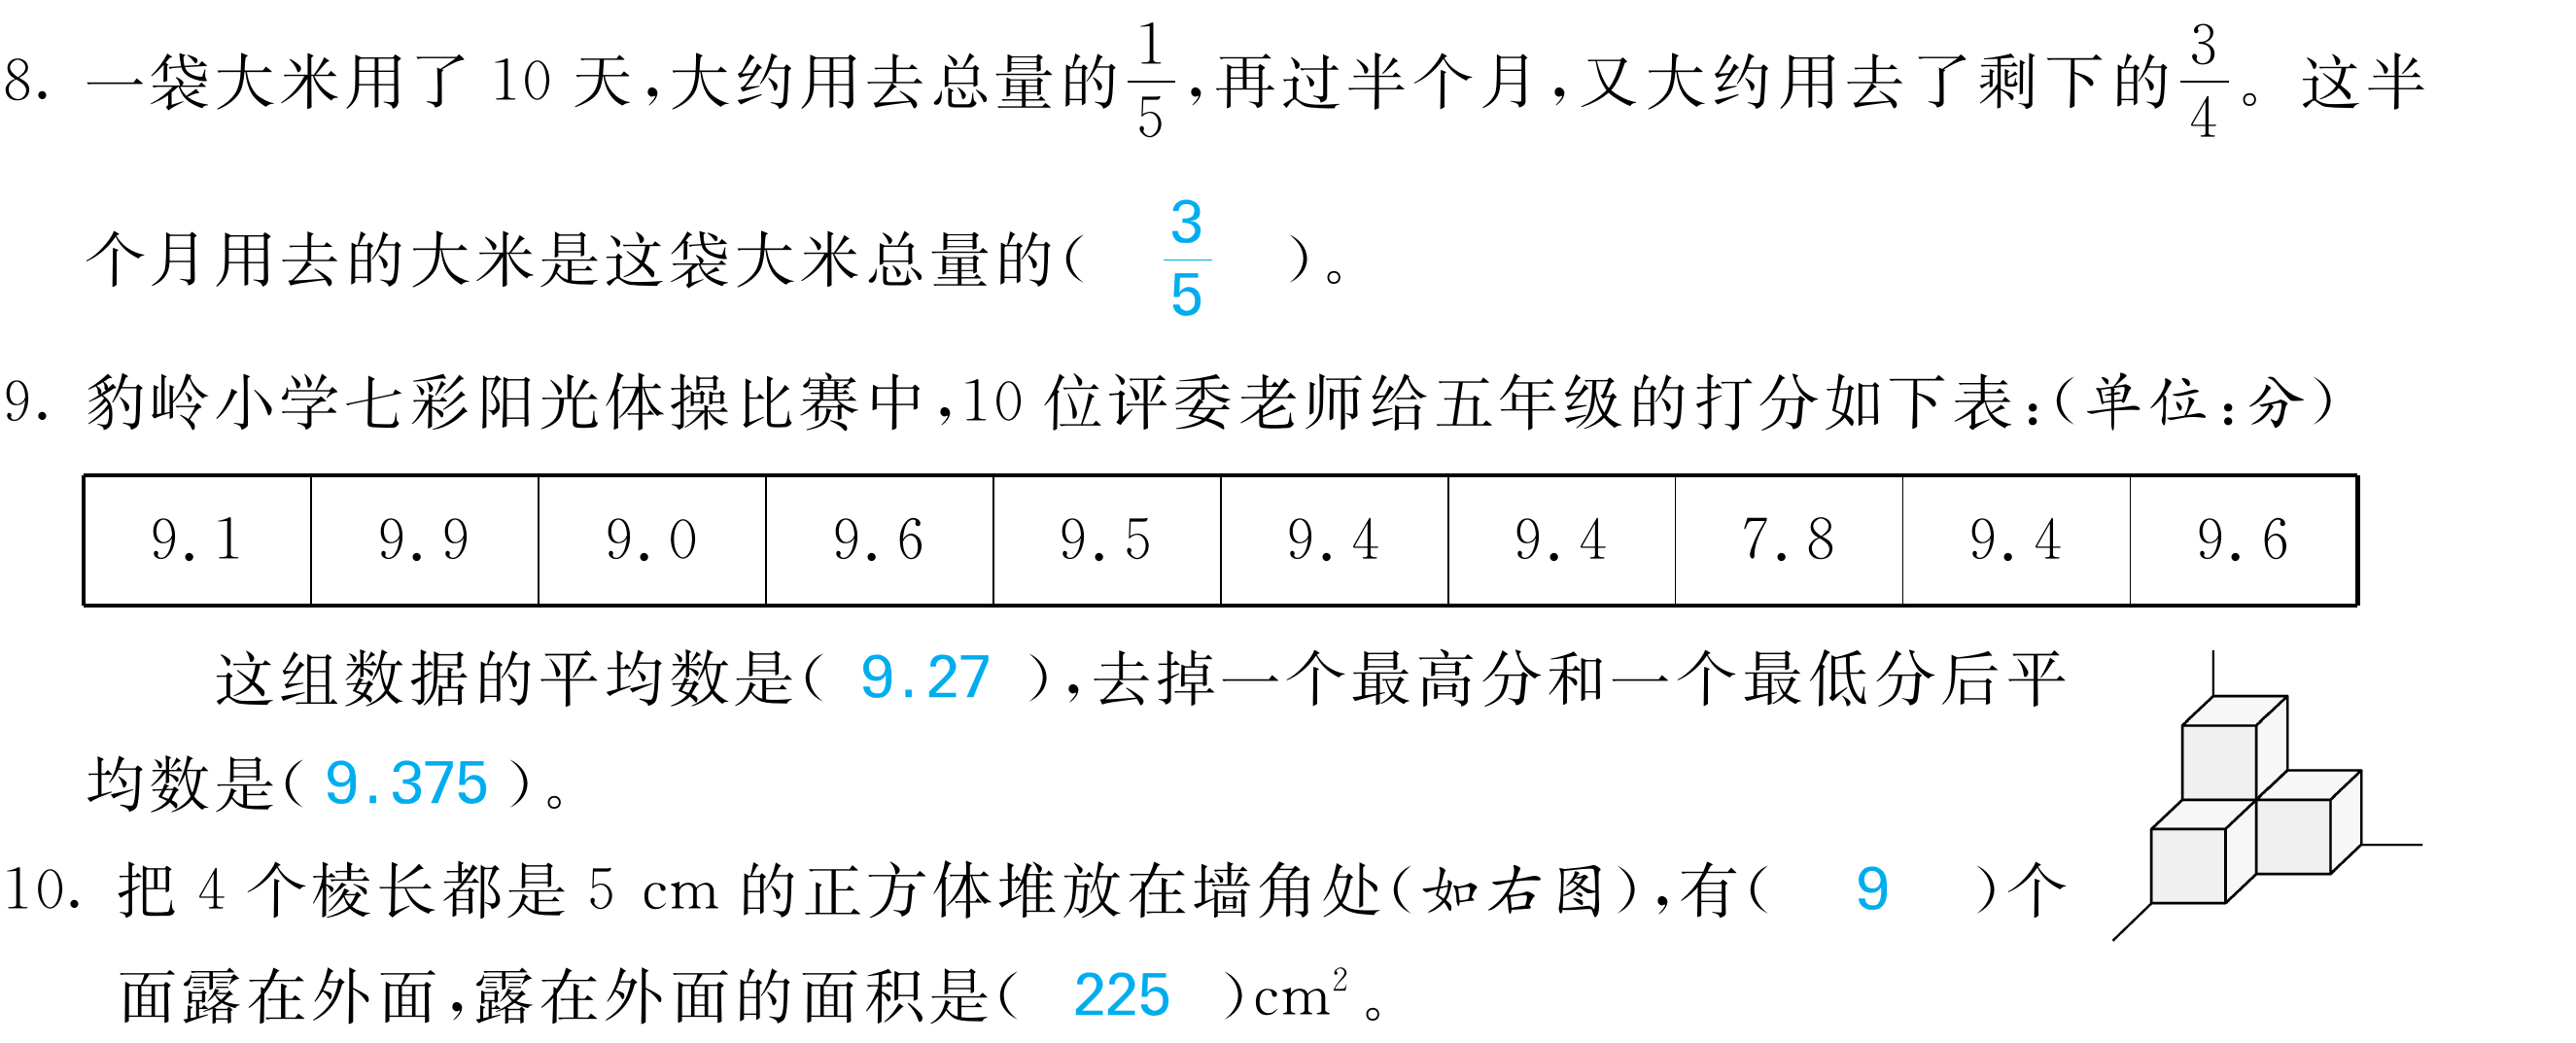 8. 一袋大米用了 10 天,大约用去总量的1/5,再过半个月,又大约用去了剩下的3/4。这半
个月用去的大米是这袋大米总量的( 3/5 )。
9. 豹岭小学七彩阳光体操比赛中,10 位评委老师给五年级的打分如下表:(单位:分)
9.1 9.9 9.0 9.6 9.5 9.4 9.4 7.8 9.4 9.6
这组数据的平均数是( 9.27 ),去掉一个最高分和一个最低分后平
均数是( 9.375 )。
10. 把 4 个棱长都是 5 cm 的正方体堆放在墙角处(如右图),有( 9 )个
面露在外面,露在外面的面积是( 225 )cm²。